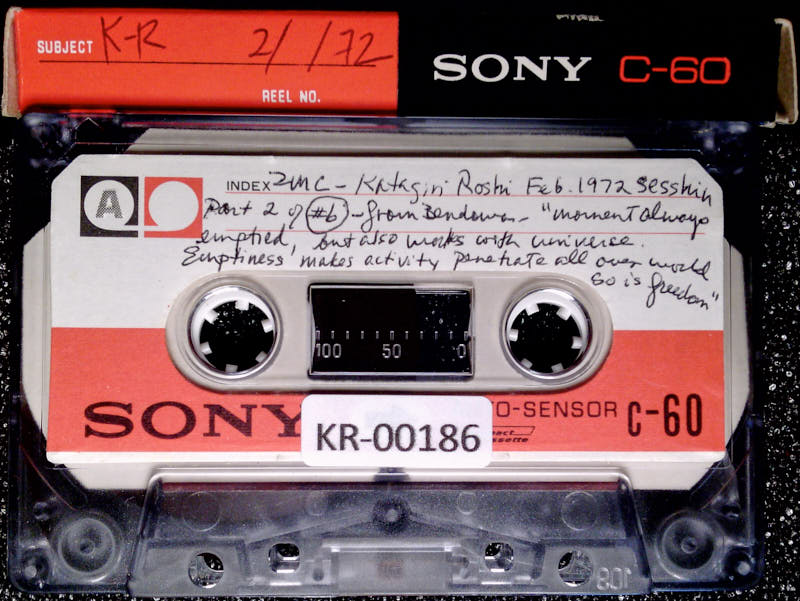 SUBJECT K-R 2/ /72
REEL NO.
SONY C-60
A
INDEX ZMC - Katagiri Roshi Feb. 1972 Sesshin
Part 2 of #6 - from Bendowa - "moment always
emptied, but also works with universe.
Emptiness, makes activity penetrate all over world
So is freedom"
100 50 0
SONY
O-SENSOR C-60
KR-00186